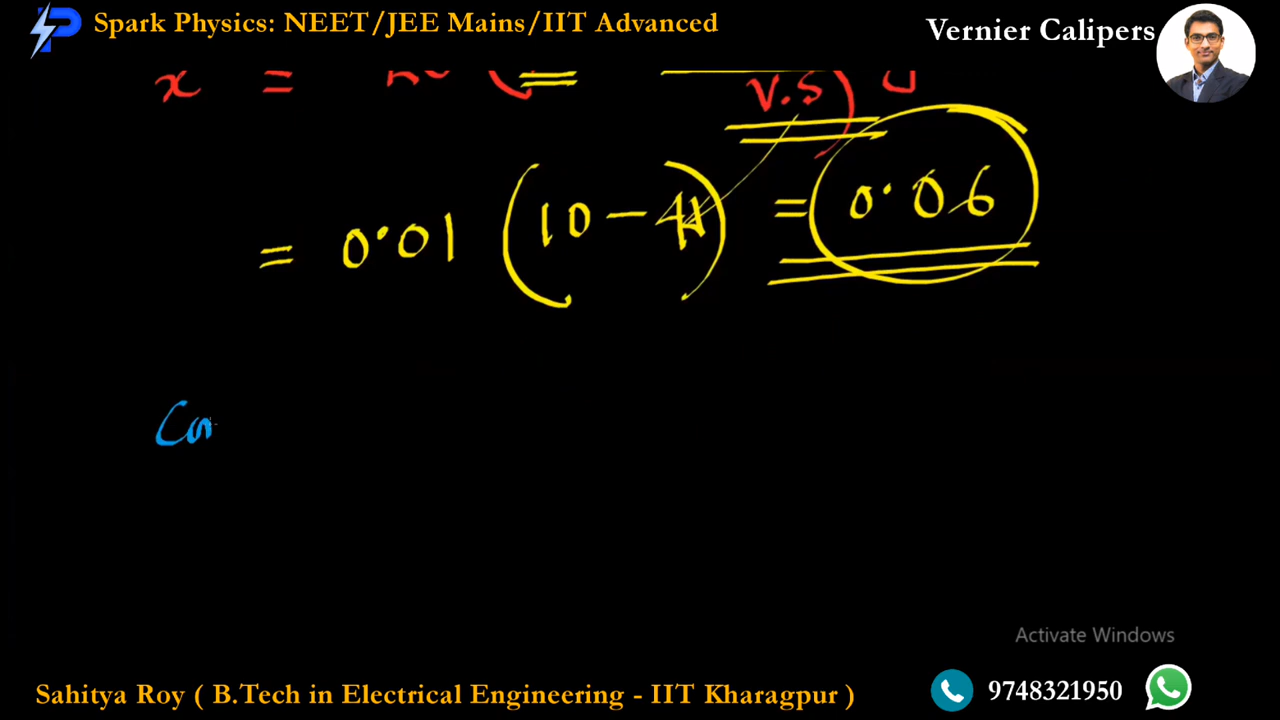 Spark Physics: NEET/JEE Mains/IIT Advanced
Vernier Calipers
x =
V.S)
= 0.01 (10 - 4) = 0.06
Activate Windows
Sahitya Roy ( B.Tech in Electrical Engineering - IIT Kharagpur )
9748321950